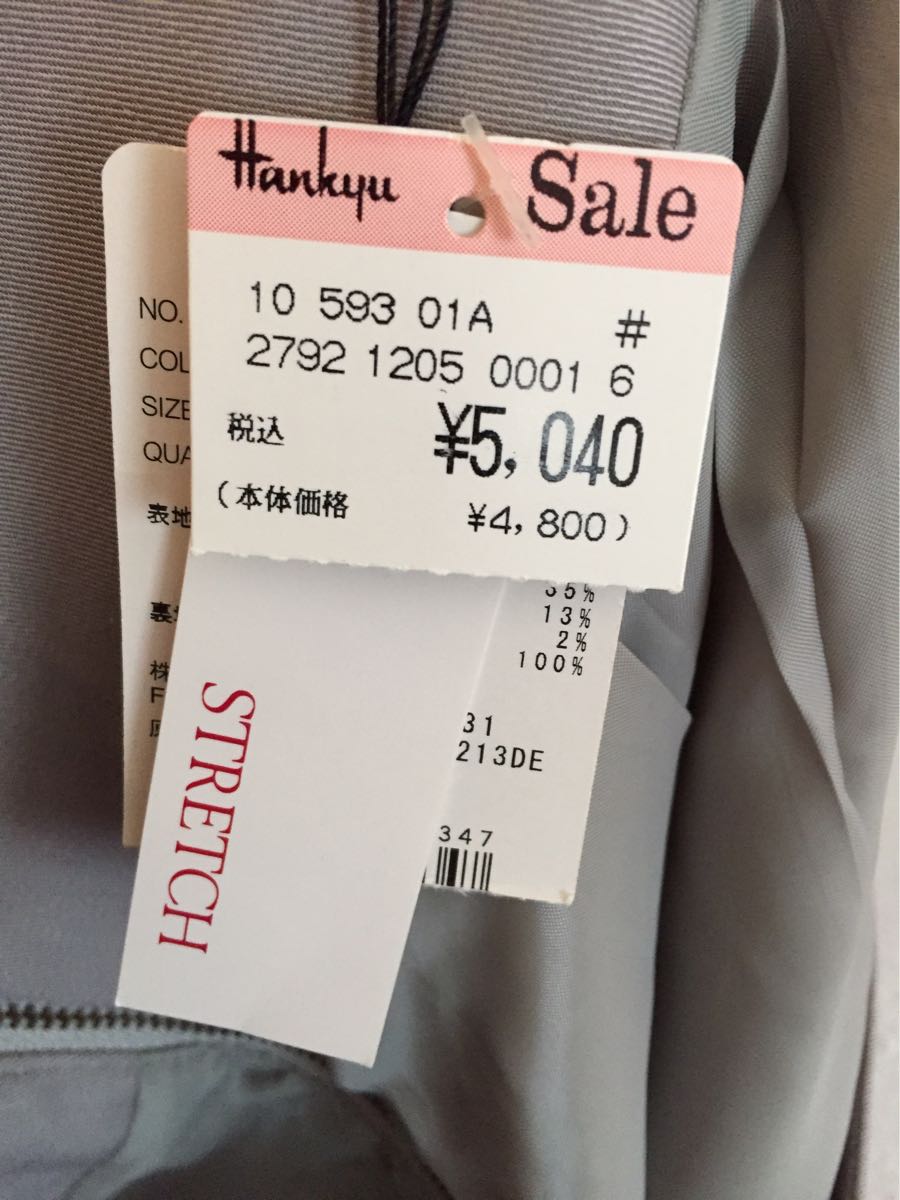 Hankyu Sale
10 593 01A #
2792 1205 0001 6
税込 ¥5,040
(本体価格 ¥4,800)
NO.
COL
SIZE
QUA
表地
35%
13%
2%
100%
31
213DE
347
STRETCH